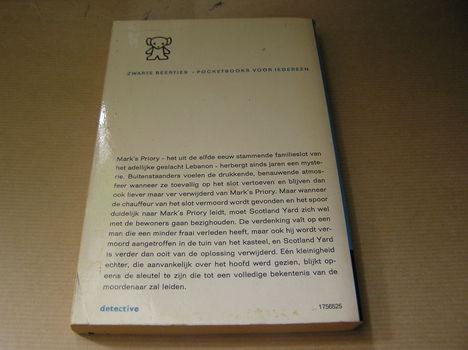 ZWARTE BEERTJES - POCKETBOOKS VOOR IEDEREEN
Mark's Priory - het uit de elfde eeuw stammende familieslot van
het adellijke geslacht Lebanon - herbergt sinds jaren een myste-
rie. Buitenstaanders voelen de drukkende, benauwende atmos-
feer wanneer ze toevallig op het slot vertoeven en blijven dan
ook liever maar ver verwijderd van Mark's Priory. Maar wanneer
de chauffeur van het slot vermoord wordt gevonden en het spoor
duidelijk naar Mark's Priory leidt, moet Scotland Yard zich wel
met de bewoners gaan bezighouden. De verdenking valt op een
man die een minder fraai verleden heeft, maar ook hij wordt ver-
moord aangetroffen in de tuin van het kasteel, en Scotland Yard
is verder dan ooit van de oplossing verwijderd. Eén kleinigheid
echter, die aanvankelijk over het hoofd werd gezien, blijkt op-
eens de sleutel te zijn die tot een volledige bekentenis van de
moordenaar zal leiden.
detective
1756525